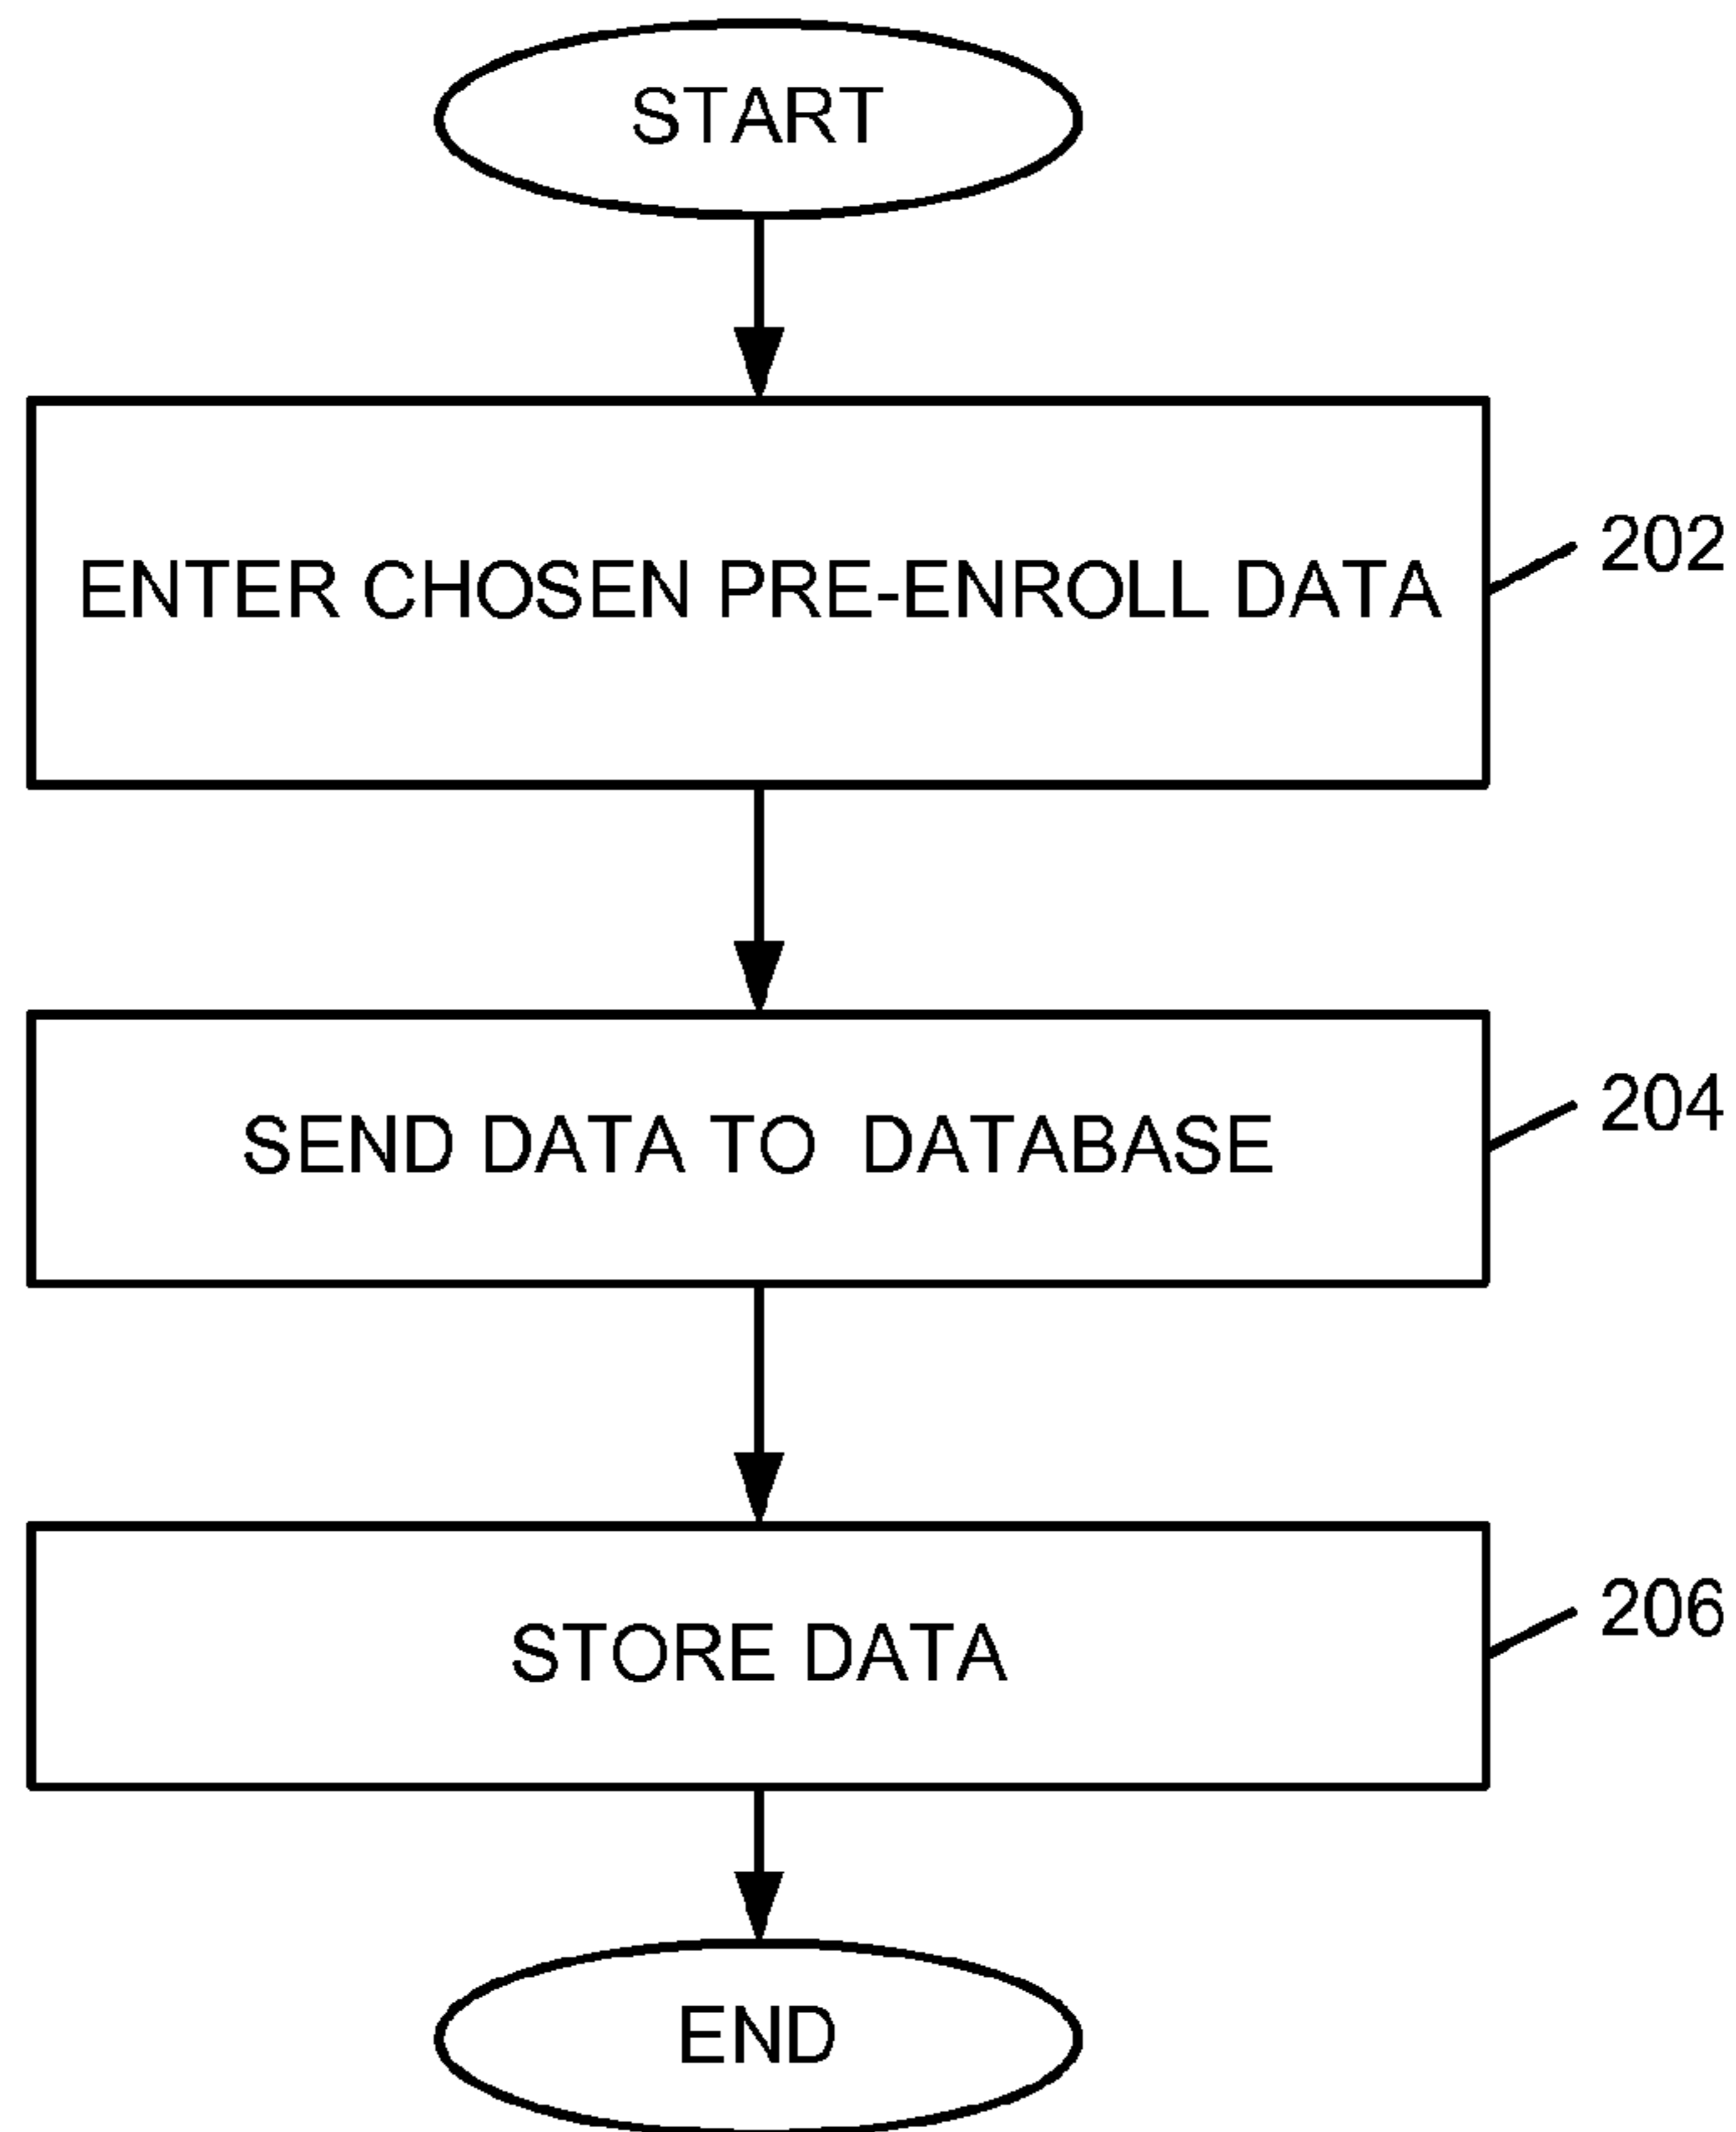 START
ENTER CHOSEN PRE-ENROLL DATA
202
SEND DATA TO DATABASE
204
STORE DATA
206
END